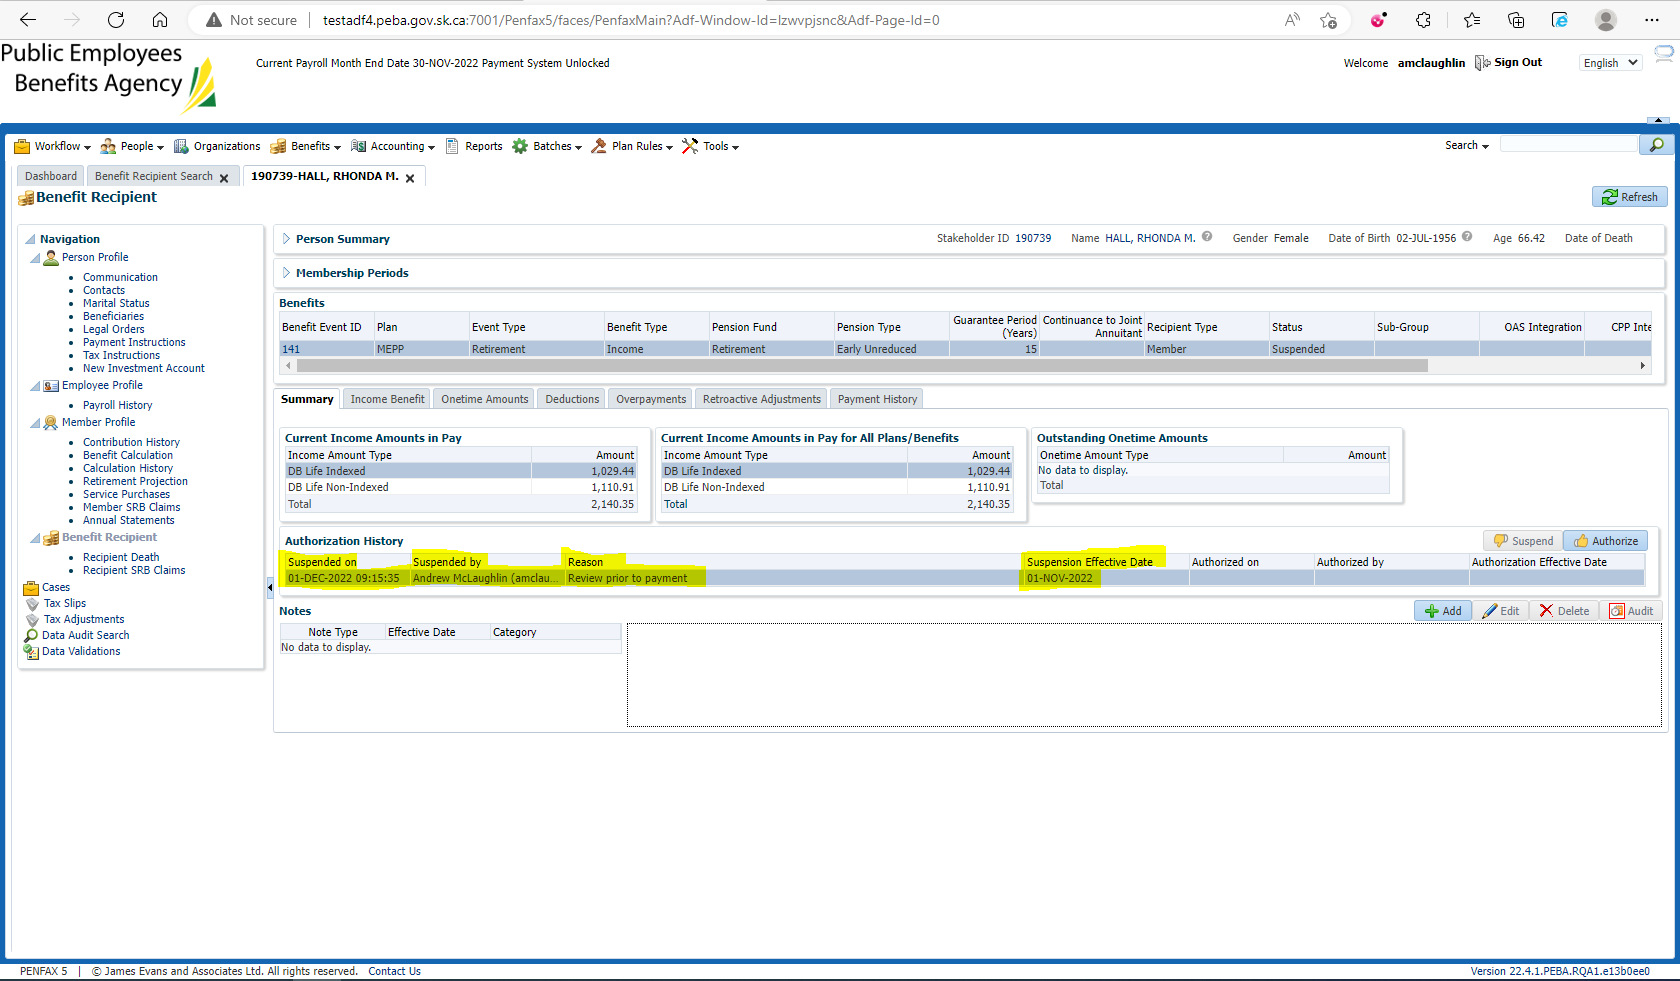 Not secure | testadf4.peba.gov.sk.ca:7001/Penfax5/faces/PenfaxMain?Adf-Window-Id=lzwvpjsnc&Adf-Page-Id=0
Public Employees
Benefits Agency
Current Payroll Month End Date 30-NOV-2022 Payment System Unlocked
Welcome amclaughlin Sign Out English
Workflow People Organizations Benefits Accounting Reports Batches Plan Rules Tools Search
Dashboard Benefit Recipient Search 190739-HALL, RHONDA M.
Benefit Recipient
Refresh
Navigation
Person Profile
Communication
Contacts
Marital Status
Beneficiaries
Legal Orders
Payment Instructions
Tax Instructions
New Investment Account
Employee Profile
Payroll History
Member Profile
Contribution History
Benefit Calculation
Calculation History
Retirement Projection
Service Purchases
Member SRB Claims
Annual Statements
Benefit Recipient
Recipient Death
Recipient SRB Claims
Cases
Tax Slips
Tax Adjustments
Data Audit Search
Data Validations
Person Summary Stakeholder ID 190739 Name HALL, RHONDA M. Gender Female Date of Birth 02-JUL-1956 Age 66.42 Date of Death
Membership Periods
Benefits
Benefit Event ID Plan Event Type Benefit Type Pension Fund Pension Type Guarantee Period (Years) Continuance to Joint Annuitant Recipient Type Status Sub-Group OAS Integration CPP Inte
141 MEPP Retirement Income Retirement Early Unreduced 15 Member Suspended
Summary Income Benefit Onetime Amounts Deductions Overpayments Retroactive Adjustments Payment History
Current Income Amounts in Pay
Income Amount Type Amount
DB Life Indexed 1,029.44
DB Life Non-Indexed 1,110.91
Total 2,140.35
Current Income Amounts in Pay for All Plans/Benefits
Income Amount Type Amount
DB Life Indexed 1,029.44
DB Life Non-Indexed 1,110.91
Total 2,140.35
Outstanding Onetime Amounts
Onetime Amount Type Amount
No data to display.
Total
Authorization History Suspend Authorize
Suspended on Suspended by Reason Suspension Effective Date Authorized on Authorized by Authorization Effective Date
01-DEC-2022 09:15:35 Andrew McLaughlin (amclau... Review prior to payment 01-NOV-2022
Notes Add Edit Delete Audit
Note Type Effective Date Category
No data to display.
PENFAX 5 | © James Evans and Associates Ltd. All rights reserved. Contact Us
Version 22.4.1.PEBA.RQA1.e13b0ee0